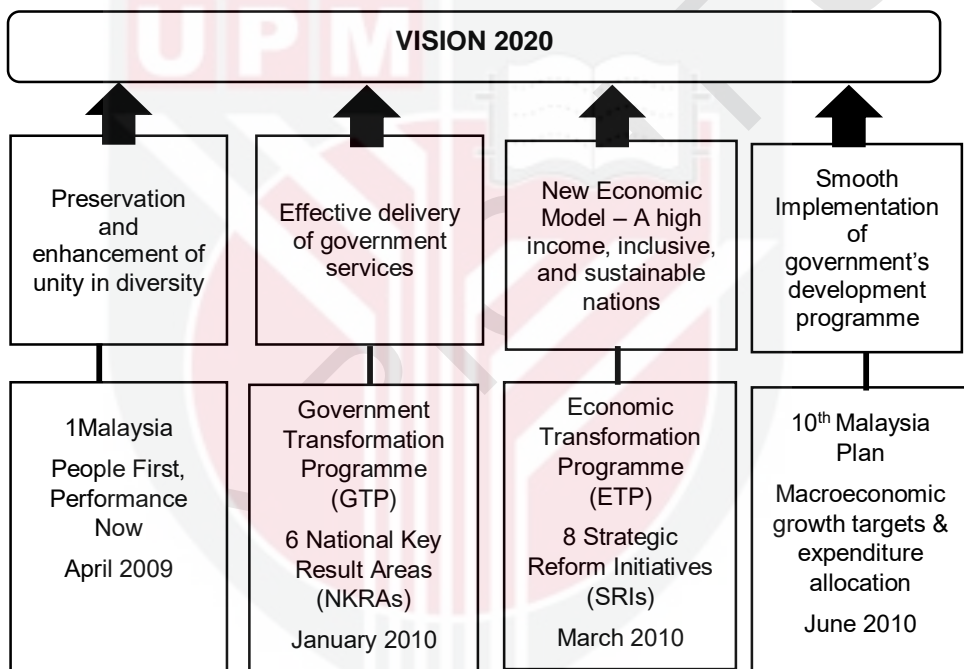 UPM
VISION 2020
Preservation
and
enhancement of
unity in diversity
Effective delivery
of government
services
New Economic
Model – A high
income, inclusive,
and sustainable
nations
Smooth
Implementation
of
government’s
development
programme
1Malaysia
People First,
Performance
Now
April 2009
Government
Transformation
Programme
(GTP)
6 National Key
Result Areas
(NKRAs)
January 2010
Economic
Transformation
Programme
(ETP)
8 Strategic
Reform Initiatives
(SRIs)
March 2010
10th Malaysia
Plan
Macroeconomic
growth targets &
expenditure
allocation
June 2010